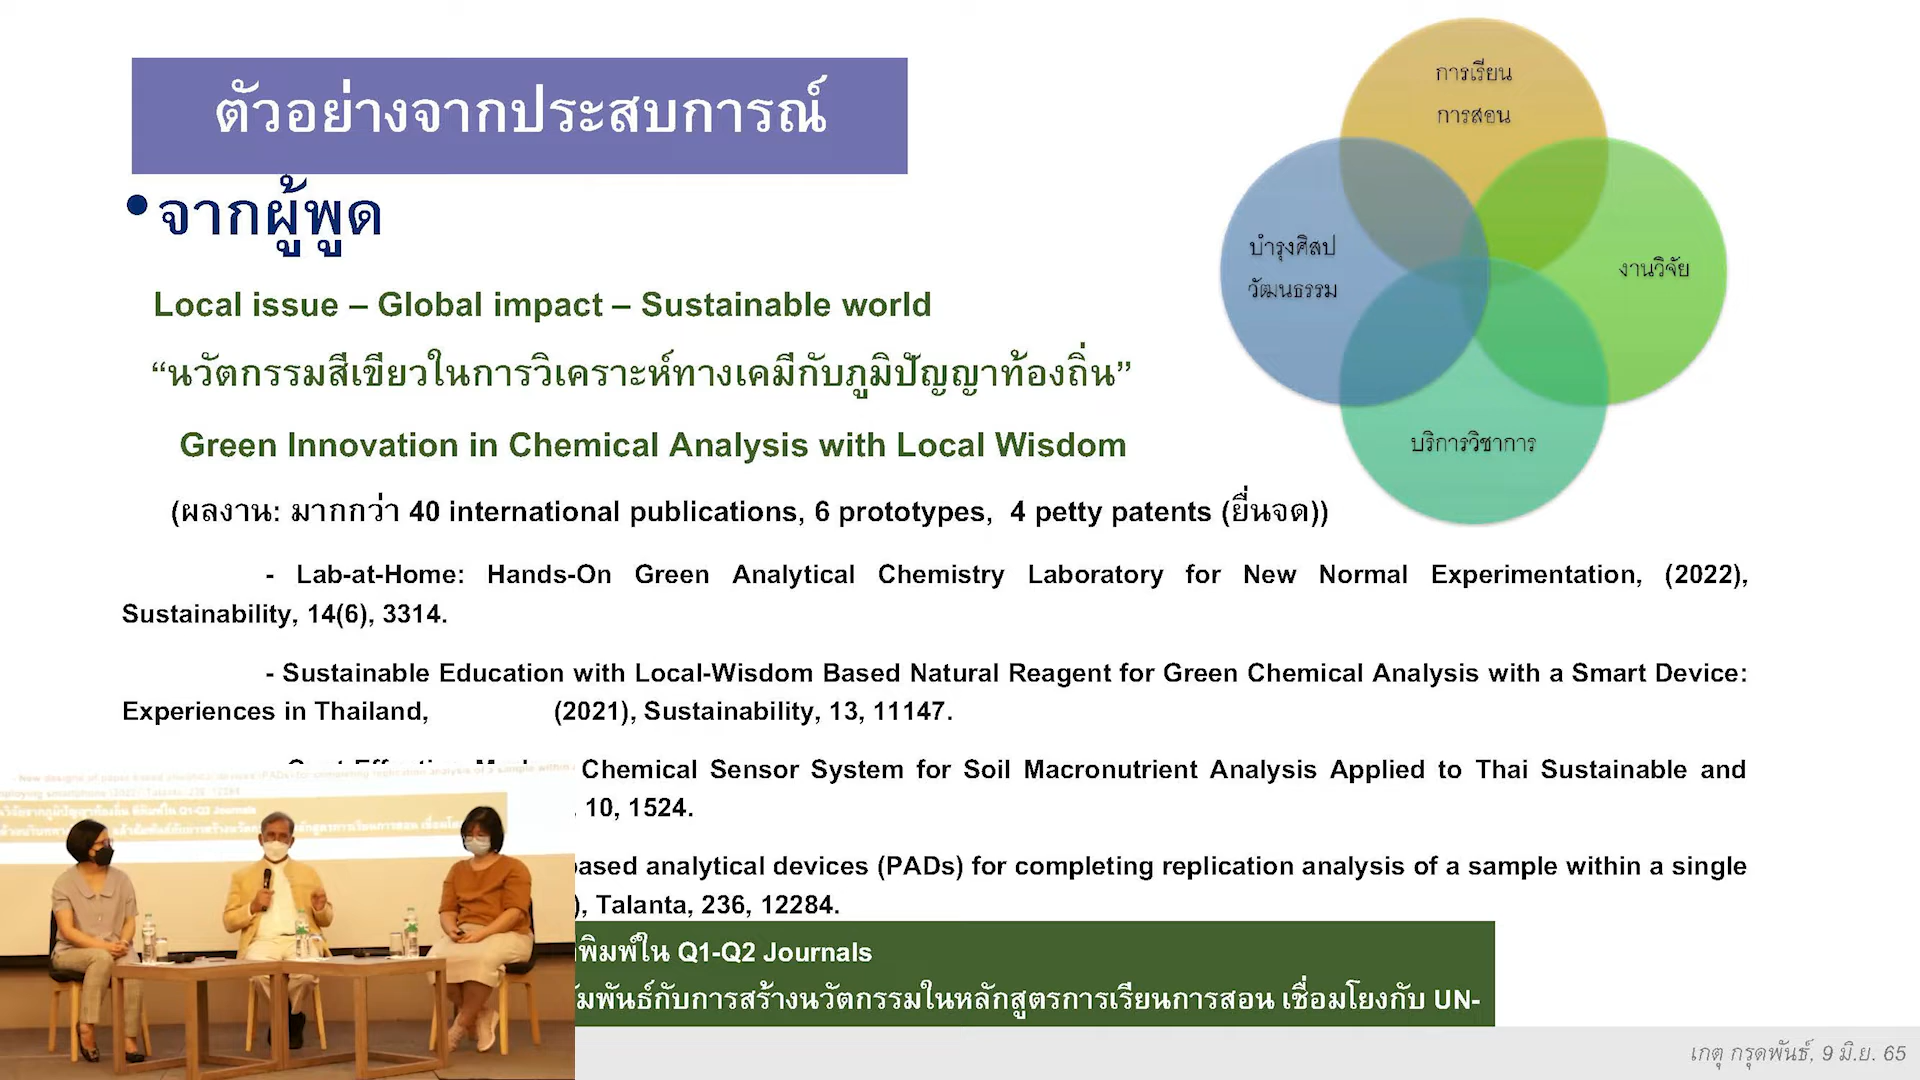 ตัวอย่างจากประสบการณ์
•จากผู้พูด
Local issue – Global impact – Sustainable world
“นวัตกรรมสีเขียวในการวิเคราะห์ทางเคมีกับภูมิปัญญาท้องถิ่น”
Green Innovation in Chemical Analysis with Local Wisdom
(ผลงาน: มากกว่า 40 international publications, 6 prototypes, 4 petty patents (ยื่นจด))
การเรียน
การสอน
บำรุงศิลป
วัฒนธรรม
งานวิจัย
บริการวิชาการ
- Lab-at-Home: Hands-On Green Analytical Chemistry Laboratory for New Normal Experimentation, (2022),
Sustainability, 14(6), 3314.
- Sustainable Education with Local-Wisdom Based Natural Reagent for Green Chemical Analysis with a Smart Device:
Experiences in Thailand, (2021), Sustainability, 13, 11147.
Chemical Sensor System for Soil Macronutrient Analysis Applied to Thai Sustainable and
10, 1524.
ased analytical devices (PADs) for completing replication analysis of a sample within a single
), Talanta, 236, 12284.
พิมพ์ใน Q1-Q2 Journals
มพันธ์กับการสร้างนวัตกรรมในหลักสูตรการเรียนการสอน เชื่อมโยงกับ UN-
เกตุ กรุดพันธ์, 9 มิ.ย. 65